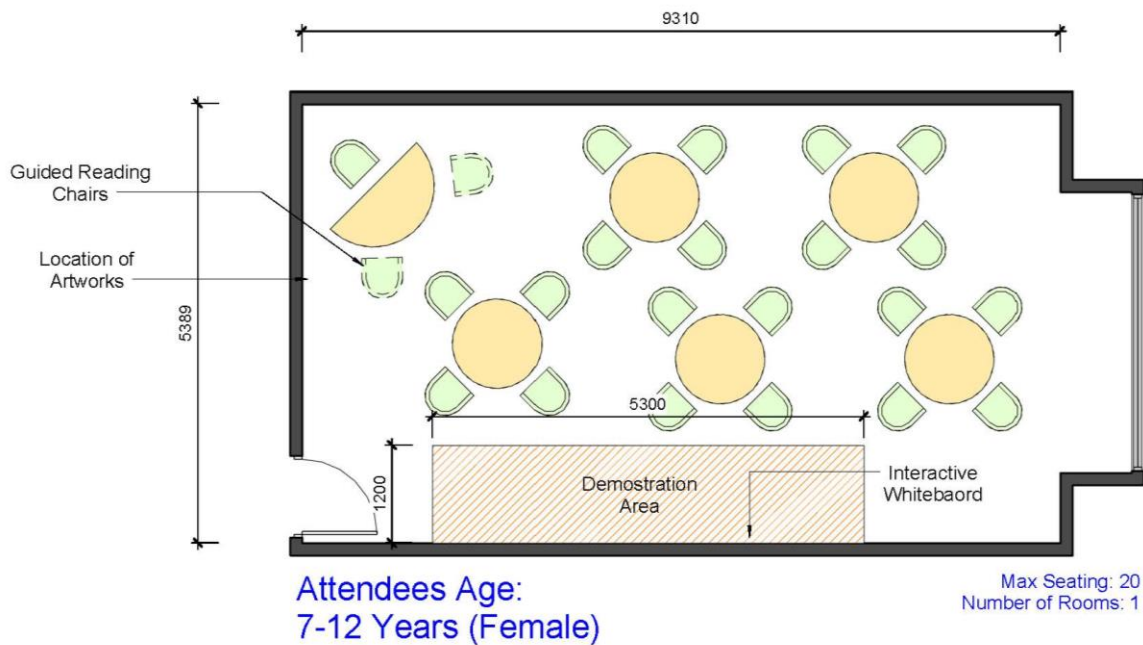 9310
Guided Reading
Chairs
Location of
Artworks
5389
5300
1200
Demostration
Area
Interactive
Whitebaord
Attendees Age:
7-12 Years (Female)
Max Seating: 20
Number of Rooms: 1